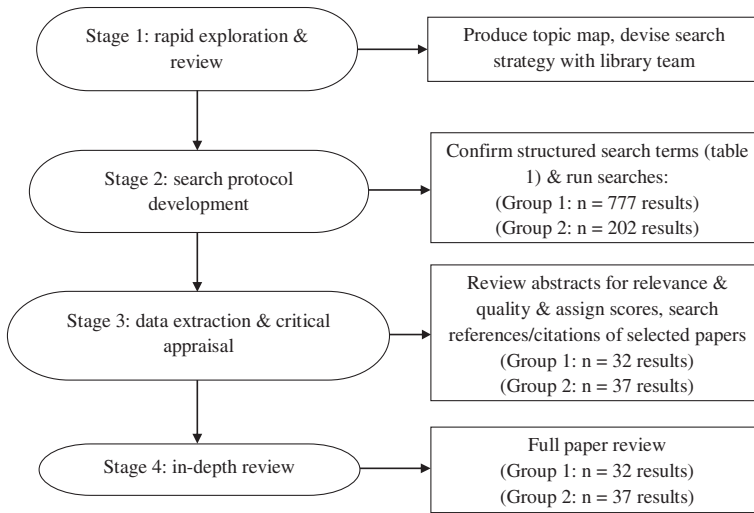 Stage 1: rapid exploration &
review
Produce topic map, devise search
strategy with library team
Stage 2: search protocol
development
Confirm structured search terms (table
1) & run searches:
(Group 1: n = 777 results)
(Group 2: n = 202 results)
Stage 3: data extraction & critical
appraisal
Review abstracts for relevance &
quality & assign scores, search
references/citations of selected papers
(Group 1: n = 32 results)
(Group 2: n = 37 results)
Stage 4: in-depth review
Full paper review
(Group 1: n = 32 results)
(Group 2: n = 37 results)